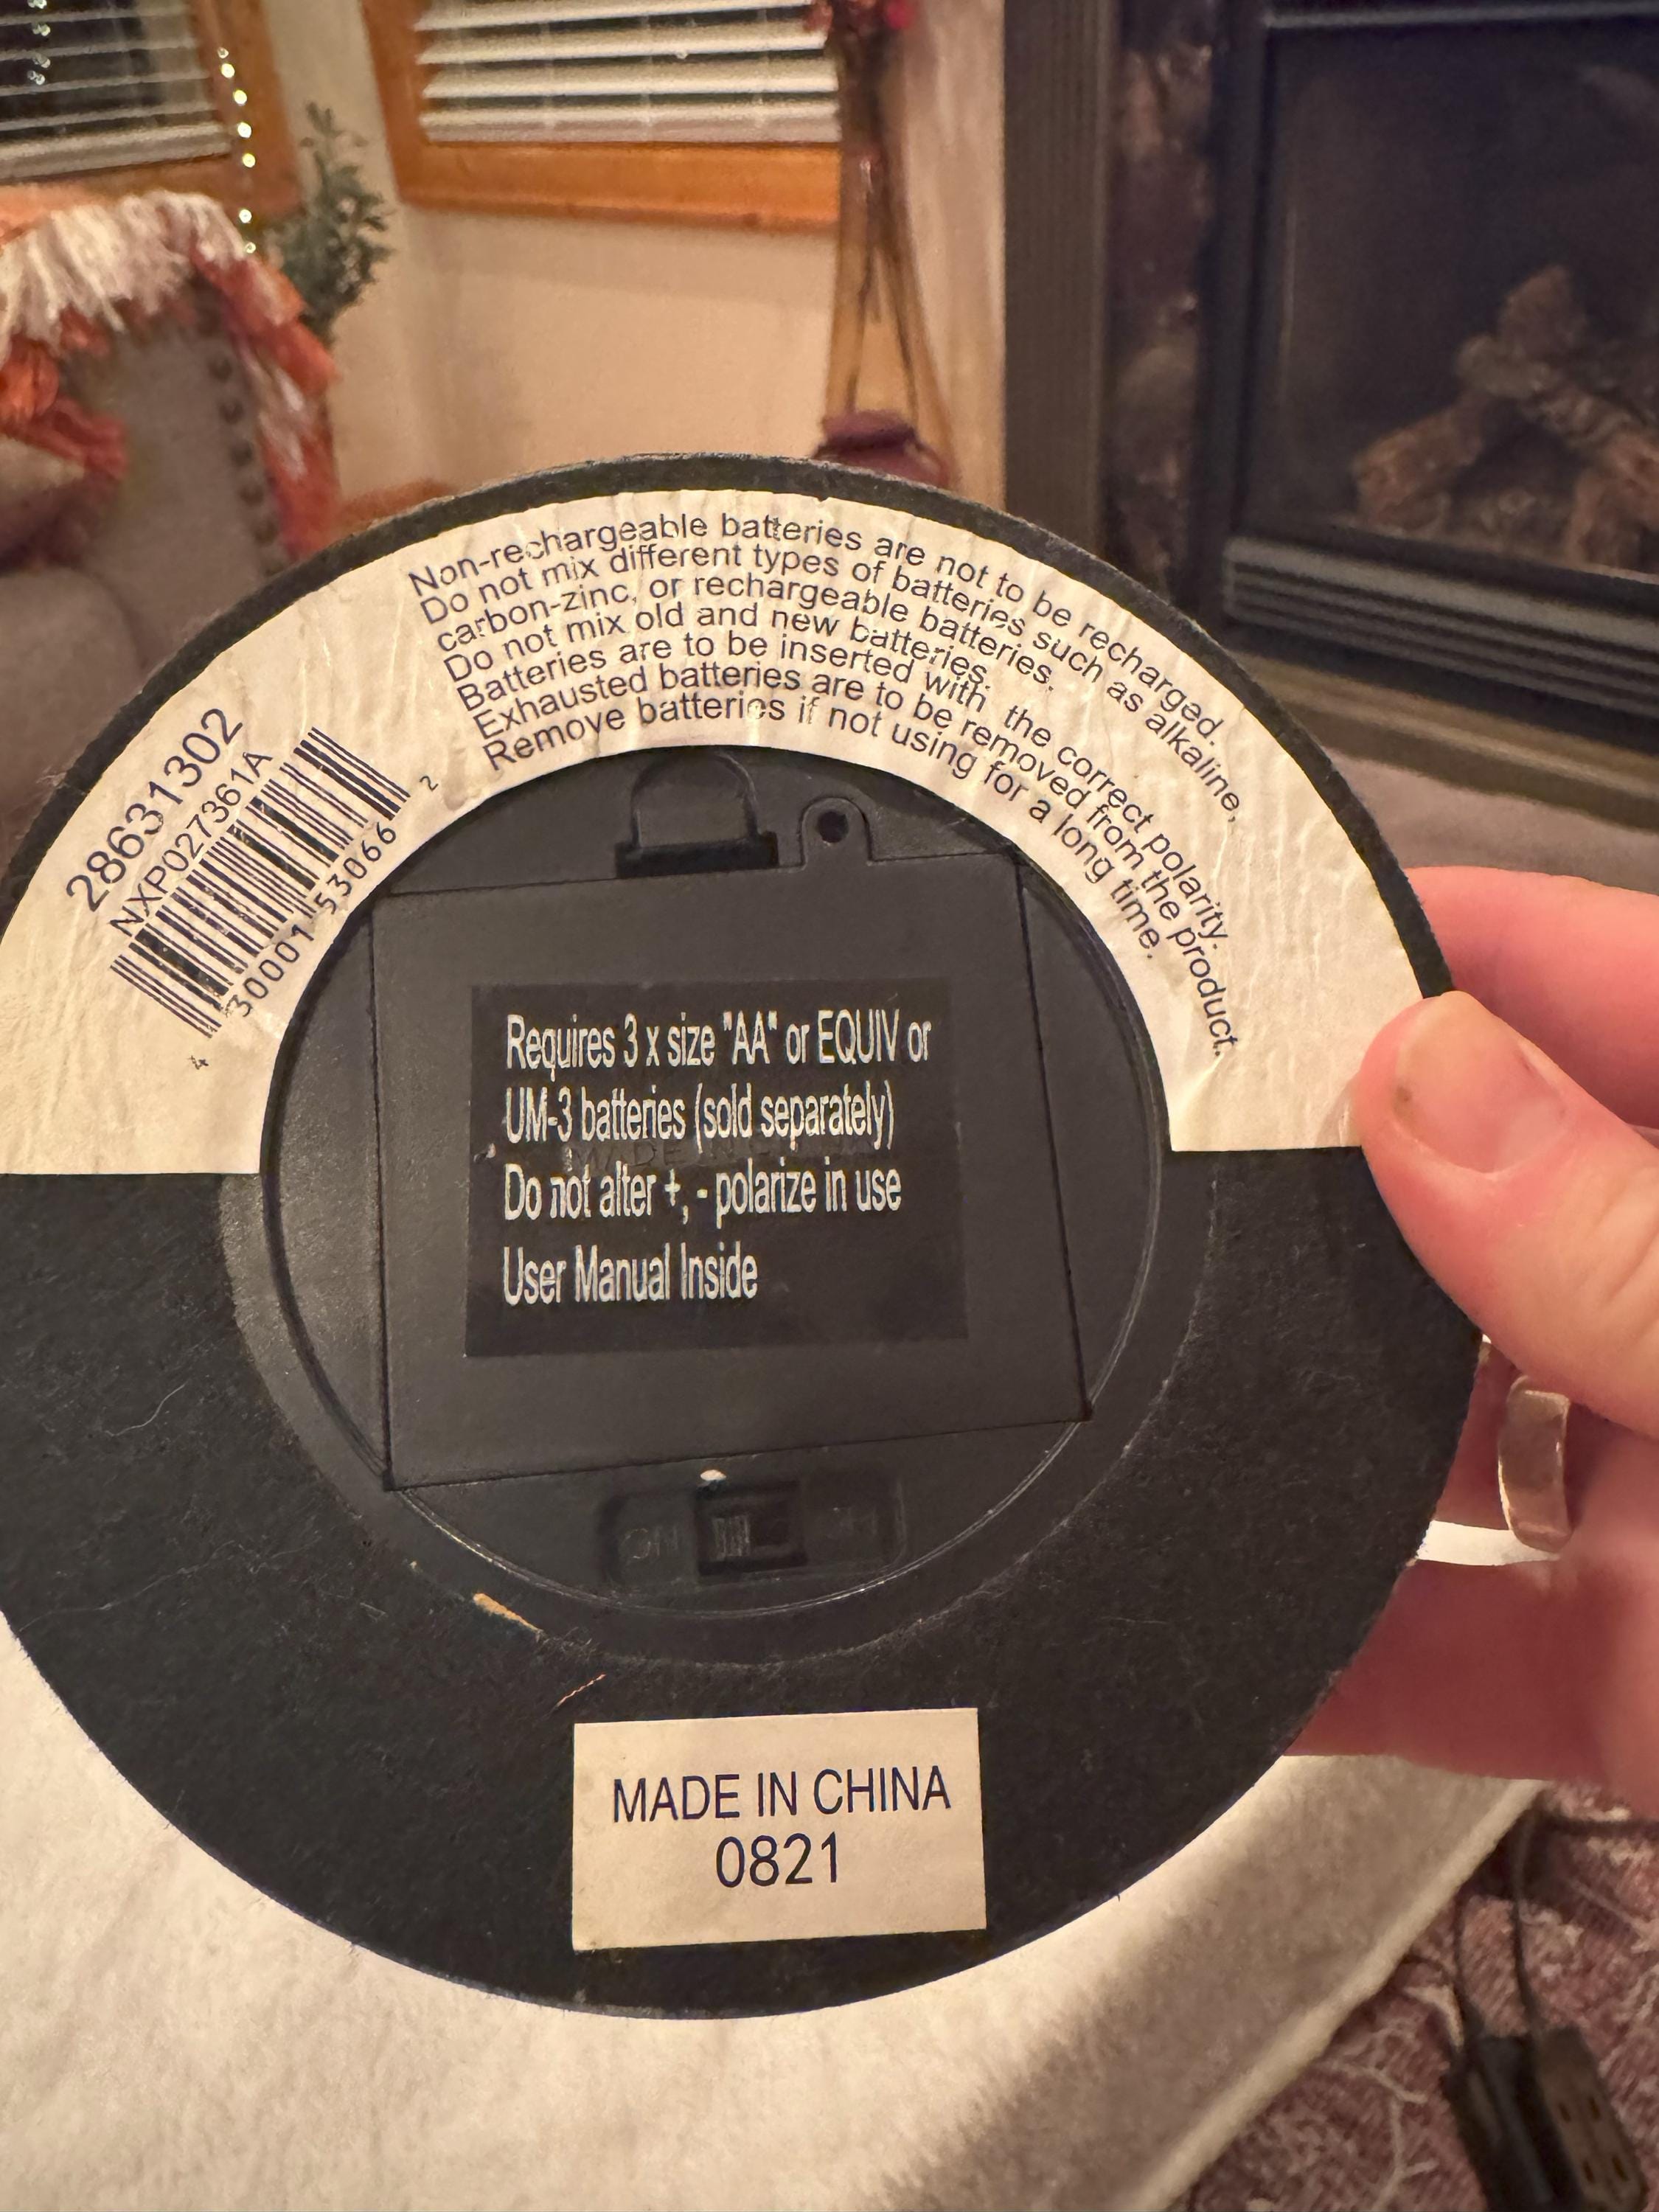 Non-rechargeable batteries are not to be recharged.
Do not mix different types of batteries such as alkaline,
carbon-zinc, or rechargeable batteries.
Do not mix old and new batteries.
Batteries are to be inserted with the correct polarity.
Exhausted batteries are to be removed from the product.
Remove batteries if not using for a long time.
28631302
NXP027361A
4 30001 53066 2
Requires 3 x size "AA" or EQUIV or
UM-3 batteries (sold separately)
Do not alter +, - polarize in use
User Manual Inside
ON
MADE IN CHINA
0821